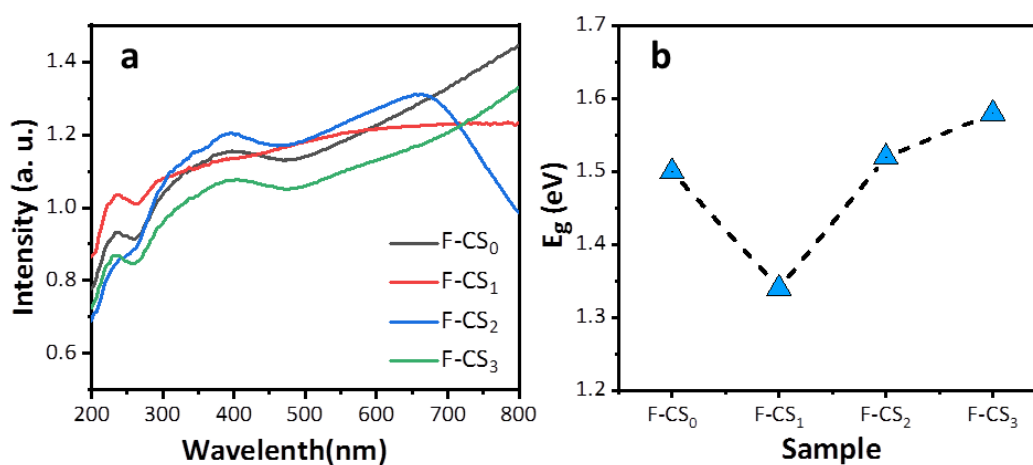 a
Intensity (a. u.)
1.4
1.2
1.0
0.8
0.6
F-CS₀
F-CS₁
F-CS₂
F-CS₃
200 300 400 500 600 700 800
Wavelenth(nm)
b
E_g (eV)
1.7
1.6
1.5
1.4
1.3
1.2
F-CS₀ F-CS₁ F-CS₂ F-CS₃
Sample